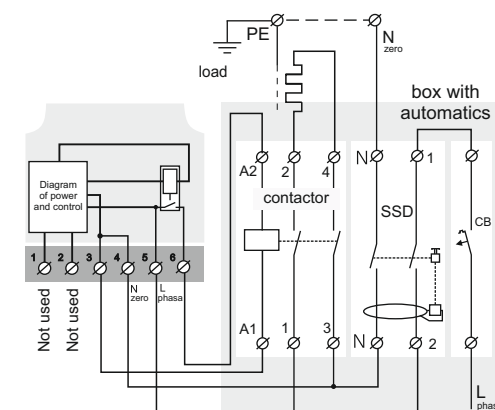 PE
N
zero
load
box with
automatics
A2
2
4
N
1
contactor
SSD
CB
Diagram
of power
and control
1
2
3
4
5
6
Not used
Not used
N
zero
L
phasa
A1
1
3
N
2
L
phas